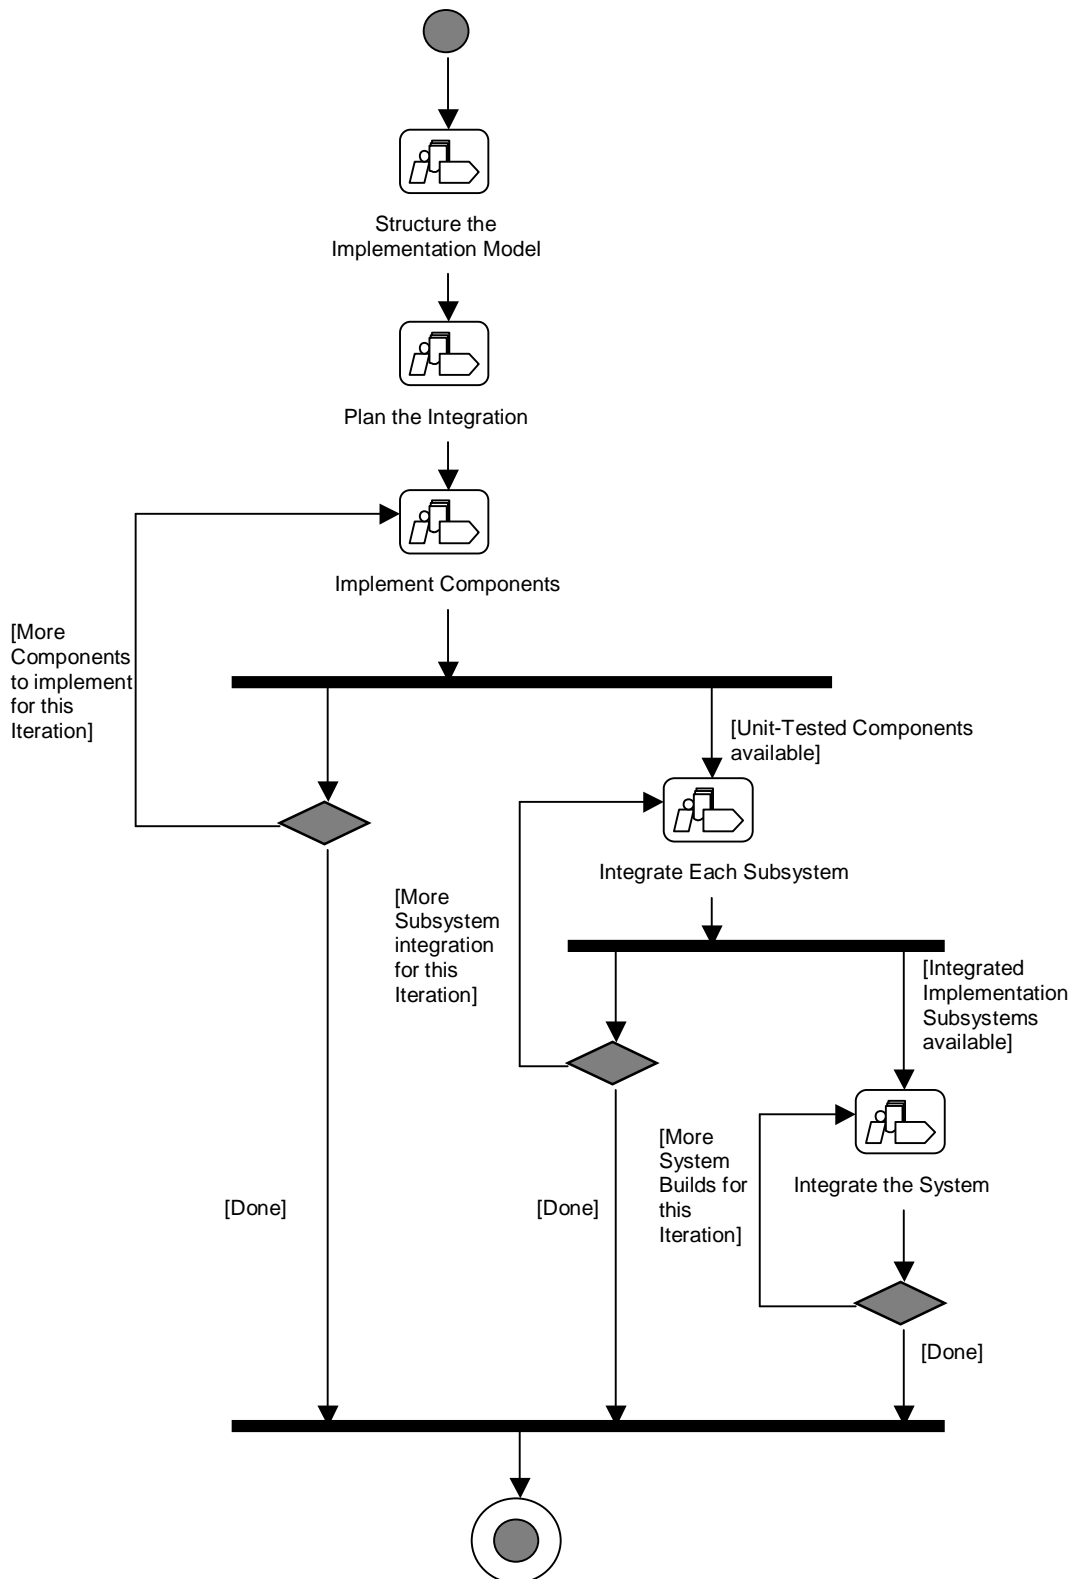 Structure the
Implementation Model
Plan the Integration
Implement Components
[More
Components
to implement
for this
Iteration]
[Unit-Tested Components
available]
Integrate Each Subsystem
[More
Subsystem
integration
for this
Iteration]
[Integrated
Implementation
Subsystems
available]
[More
System
Builds for
this
Iteration]
Integrate the System
[Done]
[Done]
[Done]